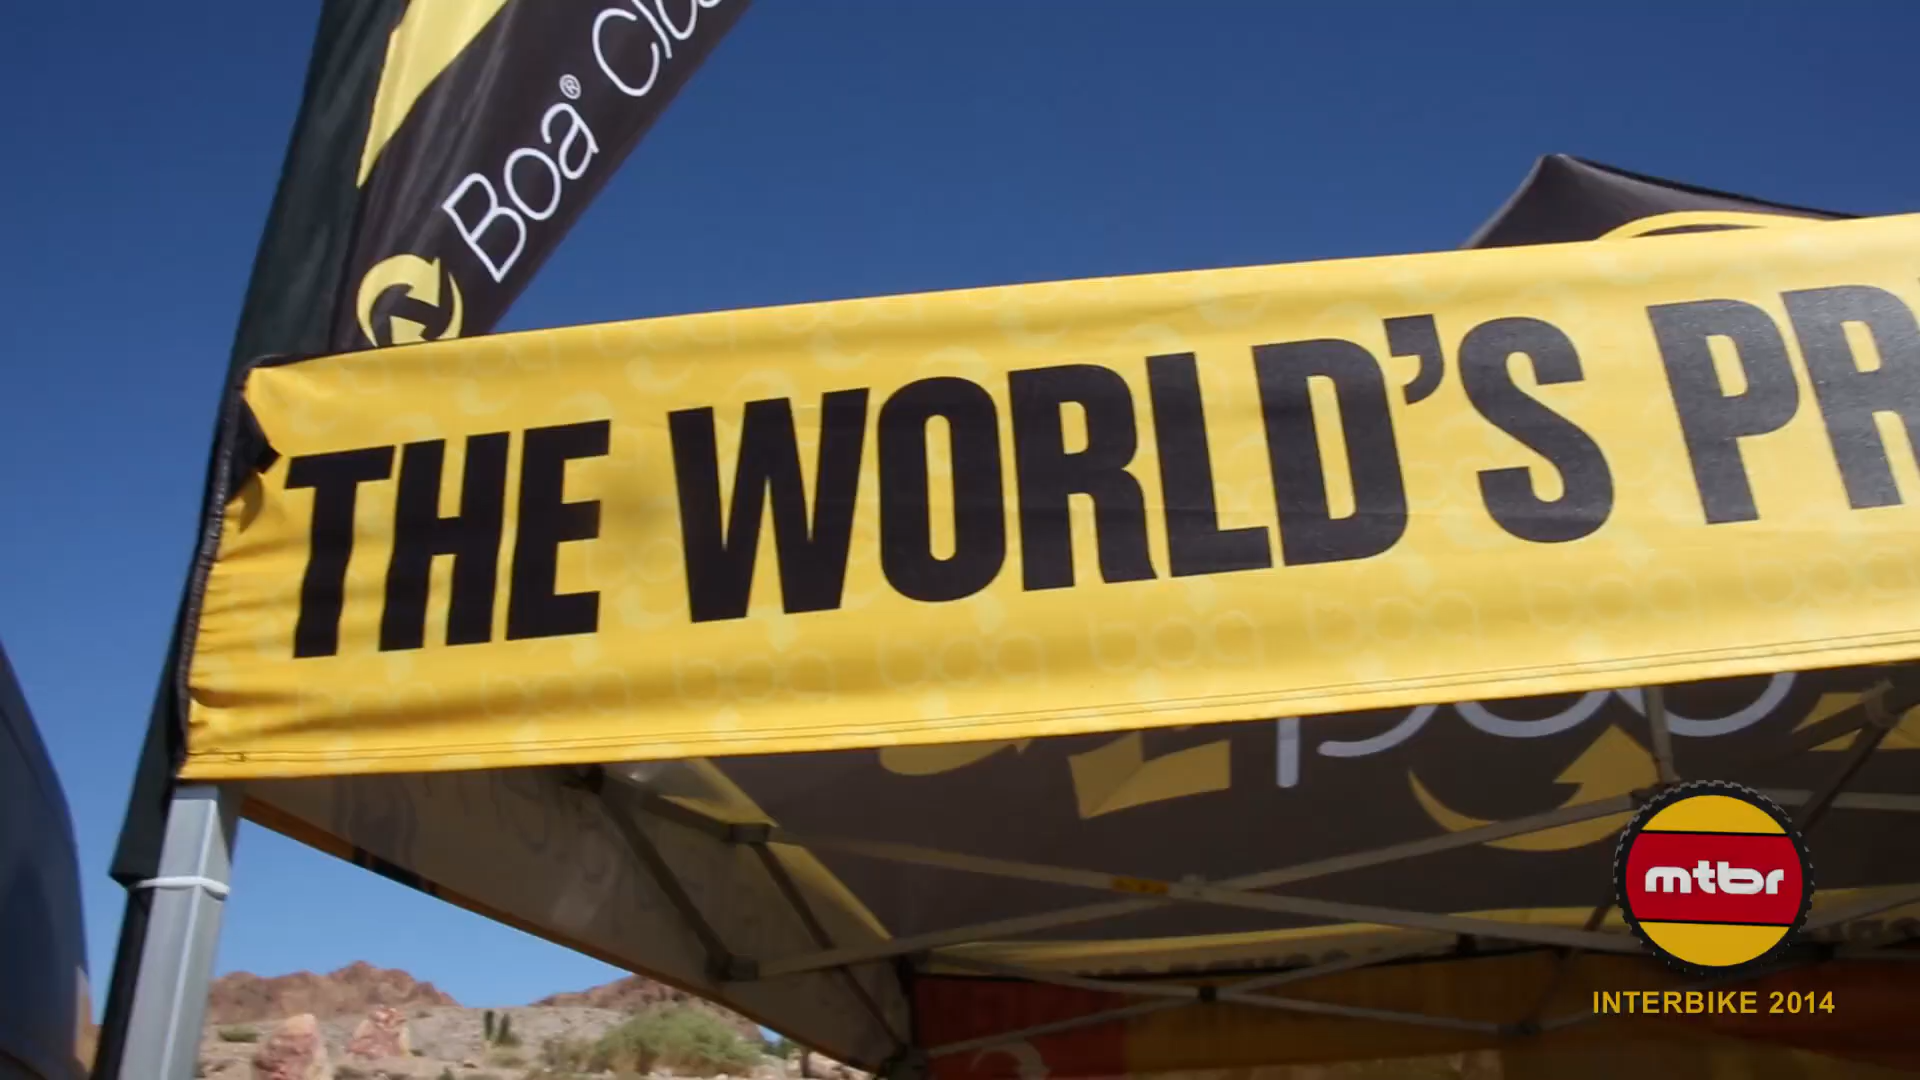 Boa® Clo
THE WORLD'S PR
boa
mtbr
INTERBIKE 2014